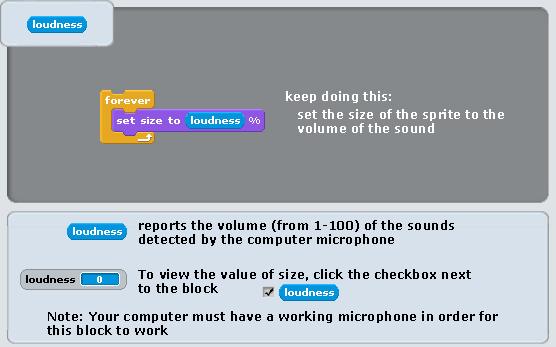 loudness
forever
set size to loudness %
keep doing this:
set the size of the sprite to the
volume of the sound
loudness
reports the volume (from 1-100) of the sounds
detected by the computer microphone
loudness 0
To view the value of size, click the checkbox next
to the block
loudness
Note: Your computer must have a working microphone in order for
this block to work